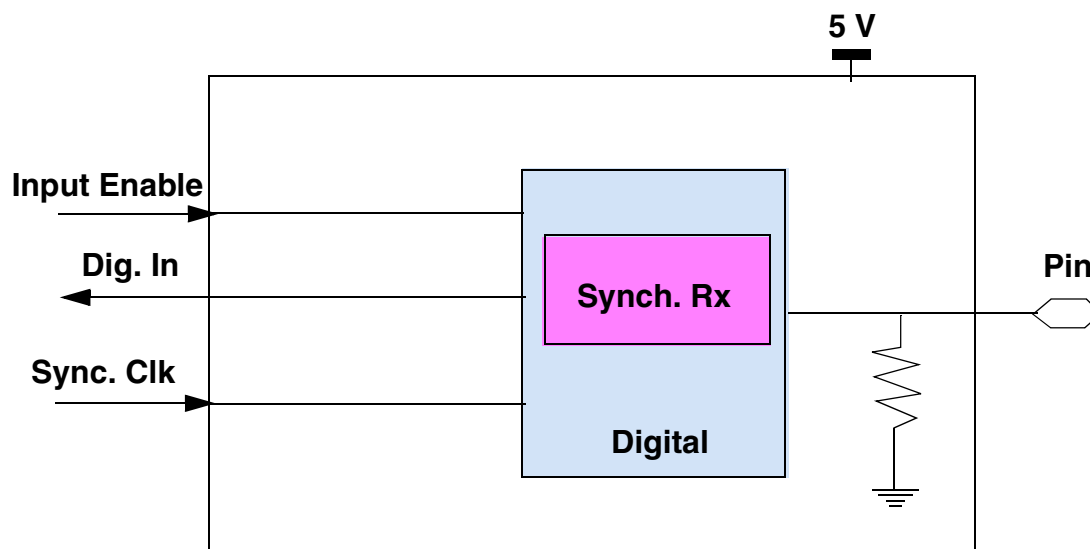 5 V
Input Enable
Dig. In
Pin
Synch. Rx
Sync. Clk
Digital